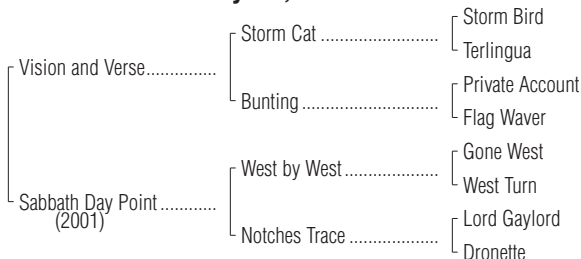 Storm Bird
Storm Cat ........................
Terlingua
Vision and Verse...............
Private Account
Bunting ............................
Flag Waver
Gone West
West by West ...................
West Turn
Sabbath Day Point ............
(2001)
Lord Gaylord
Notches Trace ..................
Dronette